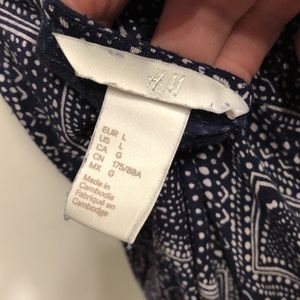 H&M
EUR L
US L
CA G
CN 175/88A
MX G
Made in
Cambodia
Fabriqué en
Cambodge